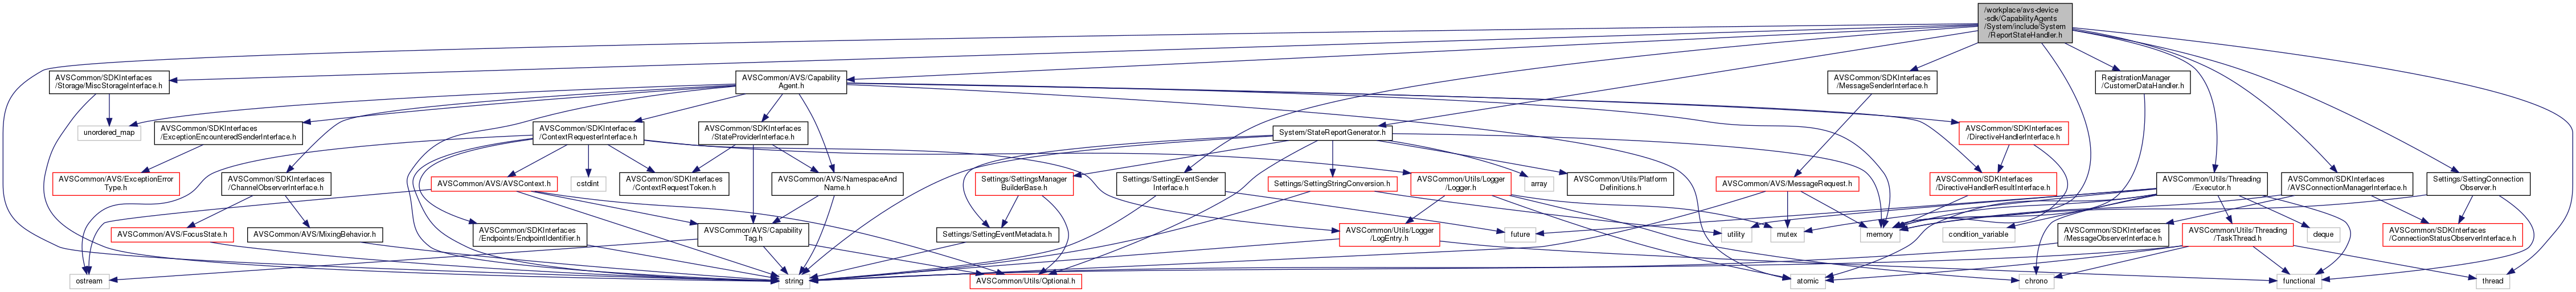 /workplace/avs-device
-sdk/CapabilityAgents
/System/include/System
/ReportStateHandler.h
AVSCommon/SDKInterfaces
/Storage/MiscStorageInterface.h
AVSCommon/AVS/Capability
Agent.h
AVSCommon/SDKInterfaces
/MessageSenderInterface.h
RegistrationManager
/CustomerDataHandler.h
unordered_map
AVSCommon/SDKInterfaces
/ExceptionEncounteredSenderInterface.h
AVSCommon/SDKInterfaces
/ContextRequesterInterface.h
AVSCommon/SDKInterfaces
/StateProviderInterface.h
System/StateReportGenerator.h
AVSCommon/SDKInterfaces
/DirectiveHandlerInterface.h
AVSCommon/AVS/ExceptionError
Type.h
AVSCommon/SDKInterfaces
/ChannelObserverInterface.h
AVSCommon/AVS/AVSContext.h
cstdint
AVSCommon/SDKInterfaces
/ContextRequestToken.h
AVSCommon/AVS/NamespaceAnd
Name.h
Settings/SettingsManager
BuilderBase.h
Settings/SettingEventSender
Interface.h
Settings/SettingStringConversion.h
AVSCommon/Utils/Logger
/Logger.h
array
AVSCommon/Utils/Platform
Definitions.h
AVSCommon/AVS/MessageRequest.h
AVSCommon/SDKInterfaces
/DirectiveHandlerResultInterface.h
AVSCommon/Utils/Threading
/Executor.h
AVSCommon/SDKInterfaces
/AVSConnectionManagerInterface.h
Settings/SettingConnection
Observer.h
AVSCommon/AVS/FocusState.h
AVSCommon/AVS/MixingBehavior.h
AVSCommon/SDKInterfaces
/Endpoints/EndpointIdentifier.h
AVSCommon/AVS/Capability
Tag.h
Settings/SettingEventMetadata.h
AVSCommon/Utils/Logger
/LogEntry.h
future
utility
mutex
memory
condition_variable
AVSCommon/SDKInterfaces
/MessageObserverInterface.h
AVSCommon/Utils/Threading
/TaskThread.h
deque
AVSCommon/SDKInterfaces
/ConnectionStatusObserverInterface.h
ostream
string
AVSCommon/Utils/Optional.h
atomic
chrono
functional
thread